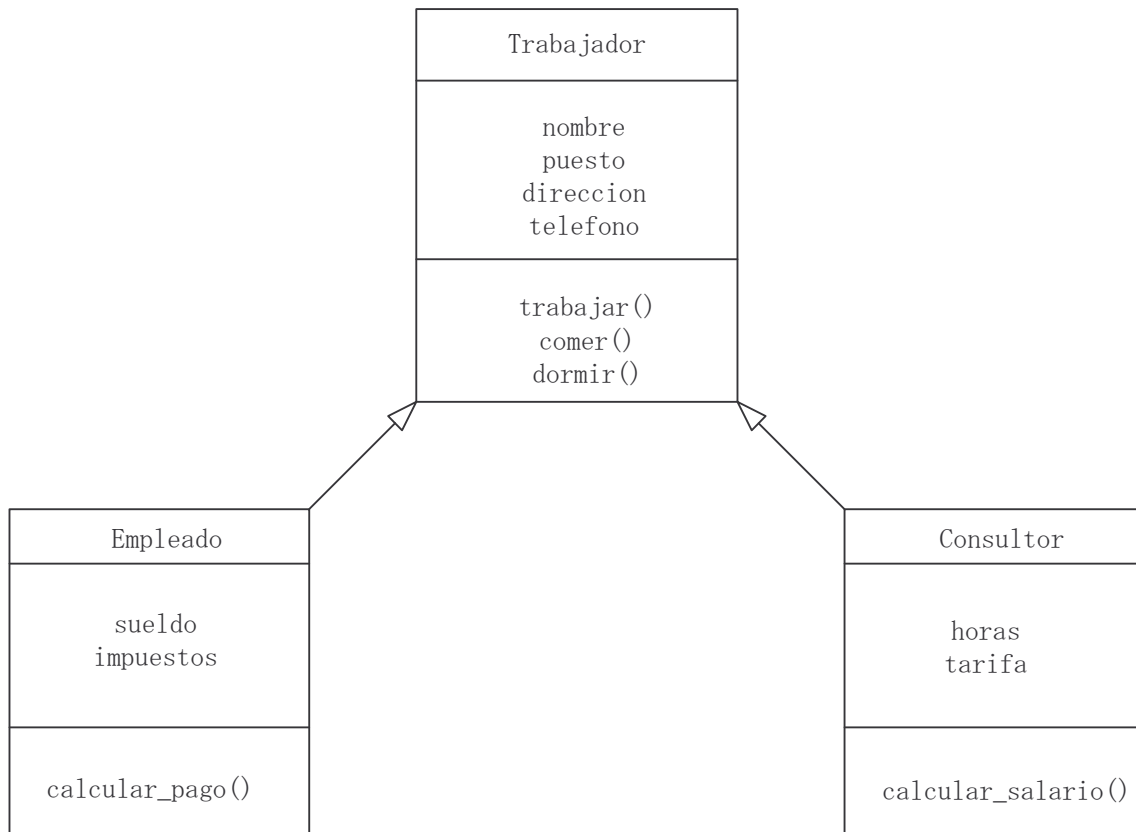 Trabajador
nombre
puesto
direccion
telefono
trabajar()
comer()
dormir()
Empleado
sueldo
impuestos
calcular_pago()
Consultor
horas
tarifa
calcular_salario()